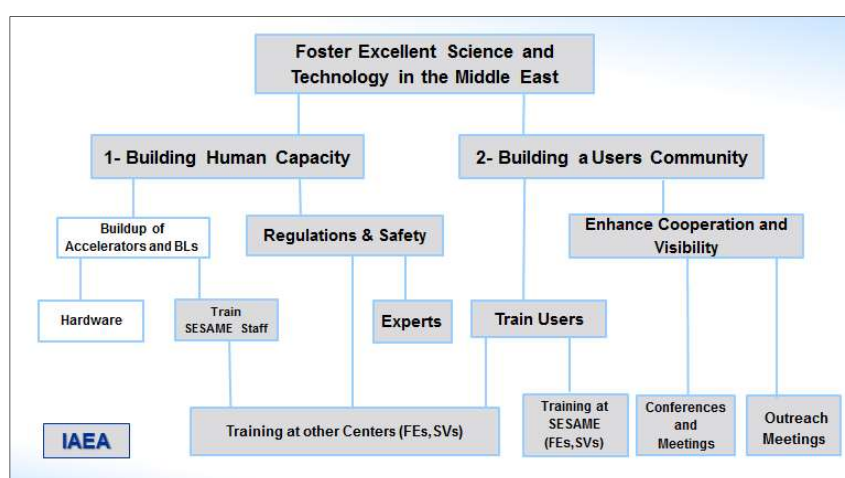 Foster Excellent Science and
Technology in the Middle East
1- Building Human Capacity
2- Building a Users Community
Buildup of
Accelerators and BLs
Regulations & Safety
Enhance Cooperation and
Visibility
Hardware
Train
SESAME Staff
Experts
Train Users
Training at other Centers (FEs,SVs)
Training at
SESAME
(FEs,SVs)
Conferences
and
Meetings
Outreach
Meetings
IAEA